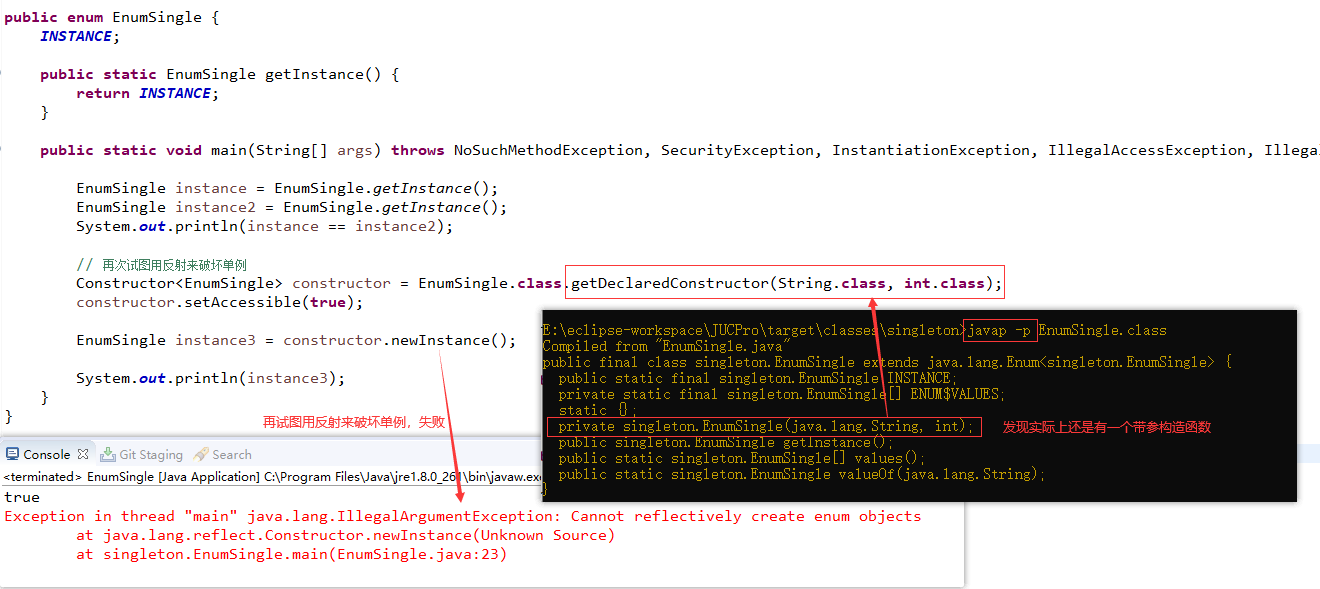 public enum EnumSingle {
INSTANCE;
public static EnumSingle getInstance() {
return INSTANCE;
}
public static void main(String[] args) throws NoSuchMethodException, SecurityException, InstantiationException, IllegalAccessException, Illegal
EnumSingle instance = EnumSingle.getInstance();
EnumSingle instance2 = EnumSingle.getInstance();
System.out.println(instance == instance2);
// 再次试图用反射来破坏单例
Constructor<EnumSingle> constructor = EnumSingle.class.getDeclaredConstructor(String.class, int.class);
constructor.setAccessible(true);
EnumSingle instance3 = constructor.newInstance();
System.out.println(instance3);
}
}
再试图用反射来破坏单例，失败
E:\eclipse-workspace\JUCPro\target\classes\singleton>javap -p EnumSingle.class
Compiled from "EnumSingle.java"
public final class singleton.EnumSingle extends java.lang.Enum<singleton.EnumSingle> {
public static final singleton.EnumSingle INSTANCE;
private static final singleton.EnumSingle[] ENUM$VALUES;
static {};
private singleton.EnumSingle(java.lang.String, int);
发现实际上还是有一个带参构造函数
public singleton.EnumSingle getInstance();
public static singleton.EnumSingle[] values();
public static singleton.EnumSingle valueOf(java.lang.String);
}
Console Git Staging Search
<terminated> EnumSingle [Java Application] C:\Program Files\Java\jre1.8.0_261\bin\javaw.exe
true
Exception in thread "main" java.lang.IllegalArgumentException: Cannot reflectively create enum objects
at java.lang.reflect.Constructor.newInstance(Unknown Source)
at singleton.EnumSingle.main(EnumSingle.java:23)